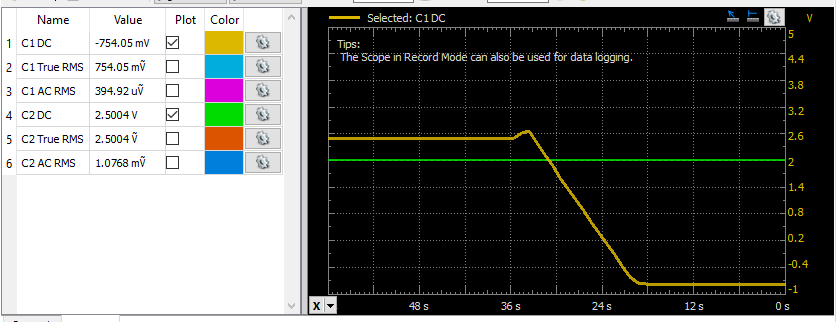 Name Value Plot Color
1 C1 DC -754.05 mV
2 C1 True RMS 754.05 mṼ
3 C1 AC RMS 394.92 uṼ
4 C2 DC 2.5004 V
5 C2 True RMS 2.5004 Ṽ
6 C2 AC RMS 1.0768 mṼ
Selected: C1 DC
V
Tips:
The Scope in Record Mode can also be used for data logging.
5
4.4
3.8
3.2
2.6
2
1.4
0.8
0.2
-0.4
-1
X
48 s 36 s 24 s 12 s 0 s